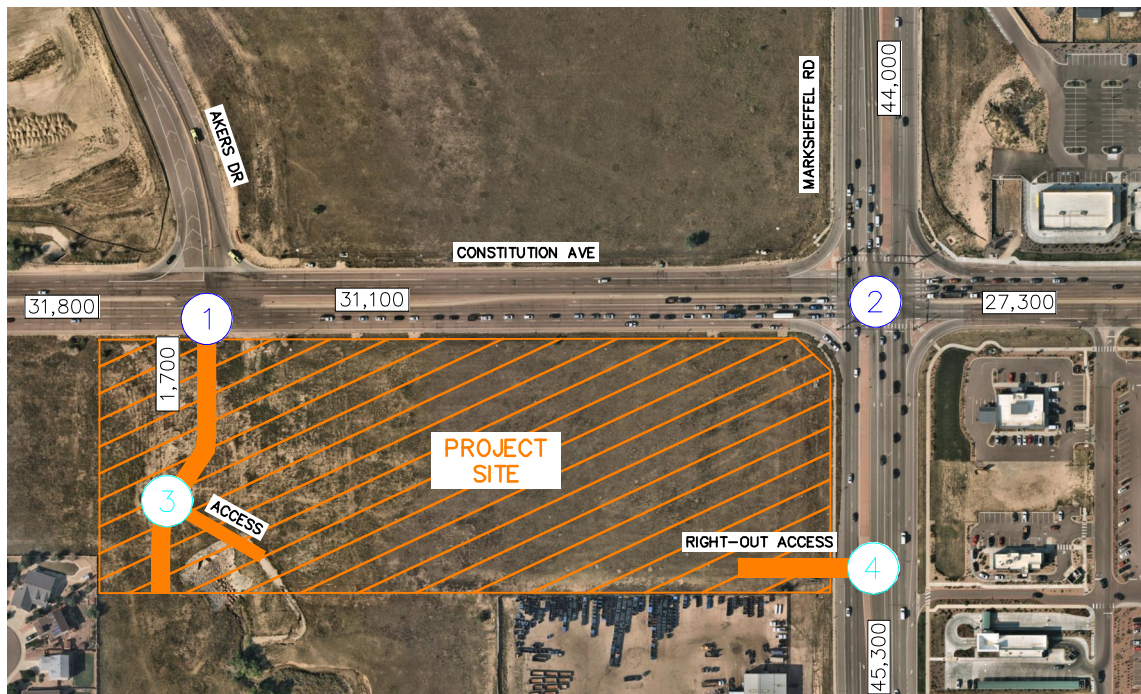 44,000
MARKSHEFFEL RD
AKERS DR
CONSTITUTION AVE
31,800
1
31,100
2
27,300
1,700
PROJECT
SITE
3
ACCESS
RIGHT-OUT ACCESS
4
45,300